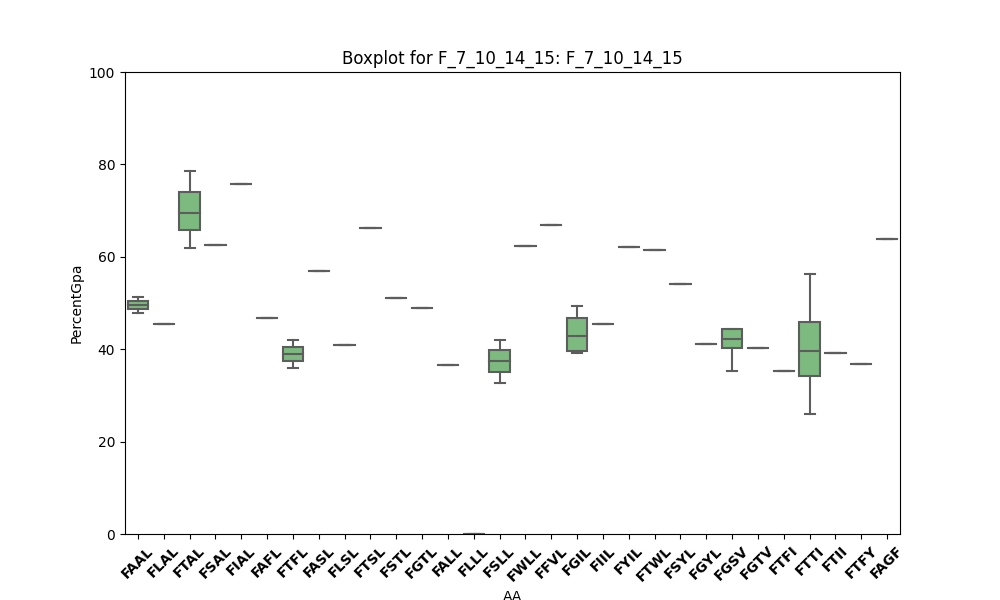 Boxplot for F_7_10_14_15: F_7_10_14_15
PercentGpa
100
80
60
40
20
0
FAAL FLAL FTAL FSAL FIAL FAFL FTFL FASL FLSL FTSL FSTL FGTL FALL FLLL FSLL FWLL FFVL FGIL FIIL FYIL FTWL FSYL FGYL FGSV FGTV FTFI FTTI FTII FTFY FAGF
AA